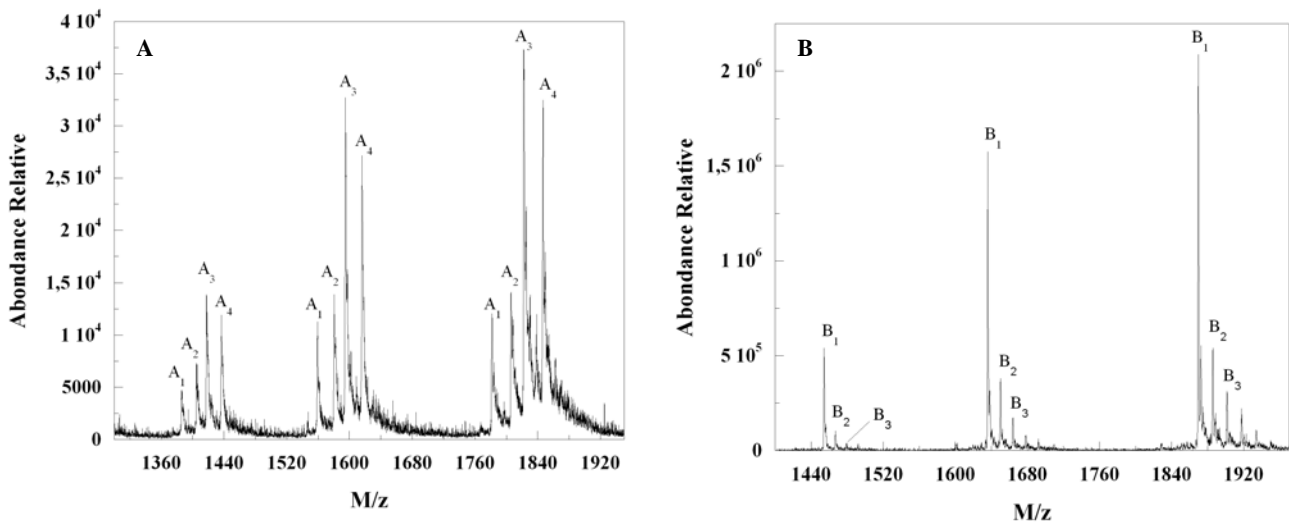 A
Abondance Relative
4 10⁴
3,5 10⁴
3 10⁴
2,5 10⁴
2 10⁴
1,5 10⁴
1 10⁴
5000
0
A₁
A₂
A₃
A₄
A₁
A₂
A₃
A₄
A₁
A₂
A₃
A₄
1360 1440 1520 1600 1680 1760 1840 1920
M/z
B
Abondance Relative
2 10⁶
1,5 10⁶
1 10⁶
5 10⁵
0
B₁
B₂
B₃
B₁
B₂
B₃
B₁
B₂
B₃
1440 1520 1600 1680 1760 1840 1920
M/z